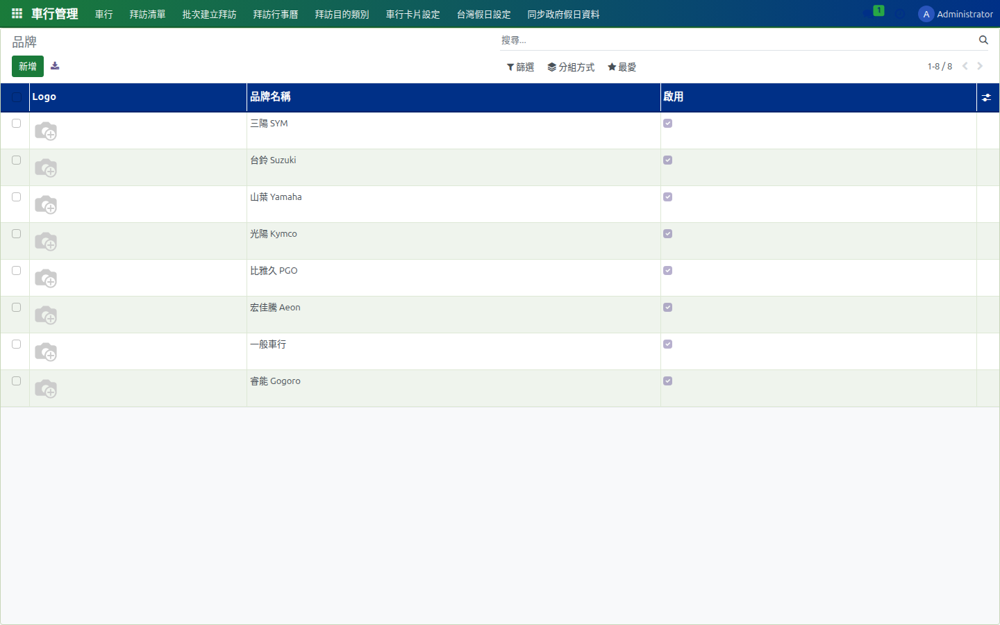 車行管理 車行 拜訪清單 批次建立拜訪 拜訪行事曆 拜訪目的類別 車行卡片設定 台灣假日設定 同步政府假日資料 1 A Administrator
品牌 搜尋...
新增 篩選 分組方式 最愛 1-8 / 8
Logo 品牌名稱 啟用
三陽 SYM
台鈴 Suzuki
山葉 Yamaha
光陽 Kymco
比雅久 PGO
宏佳騰 Aeon
一般車行
睿能 Gogoro